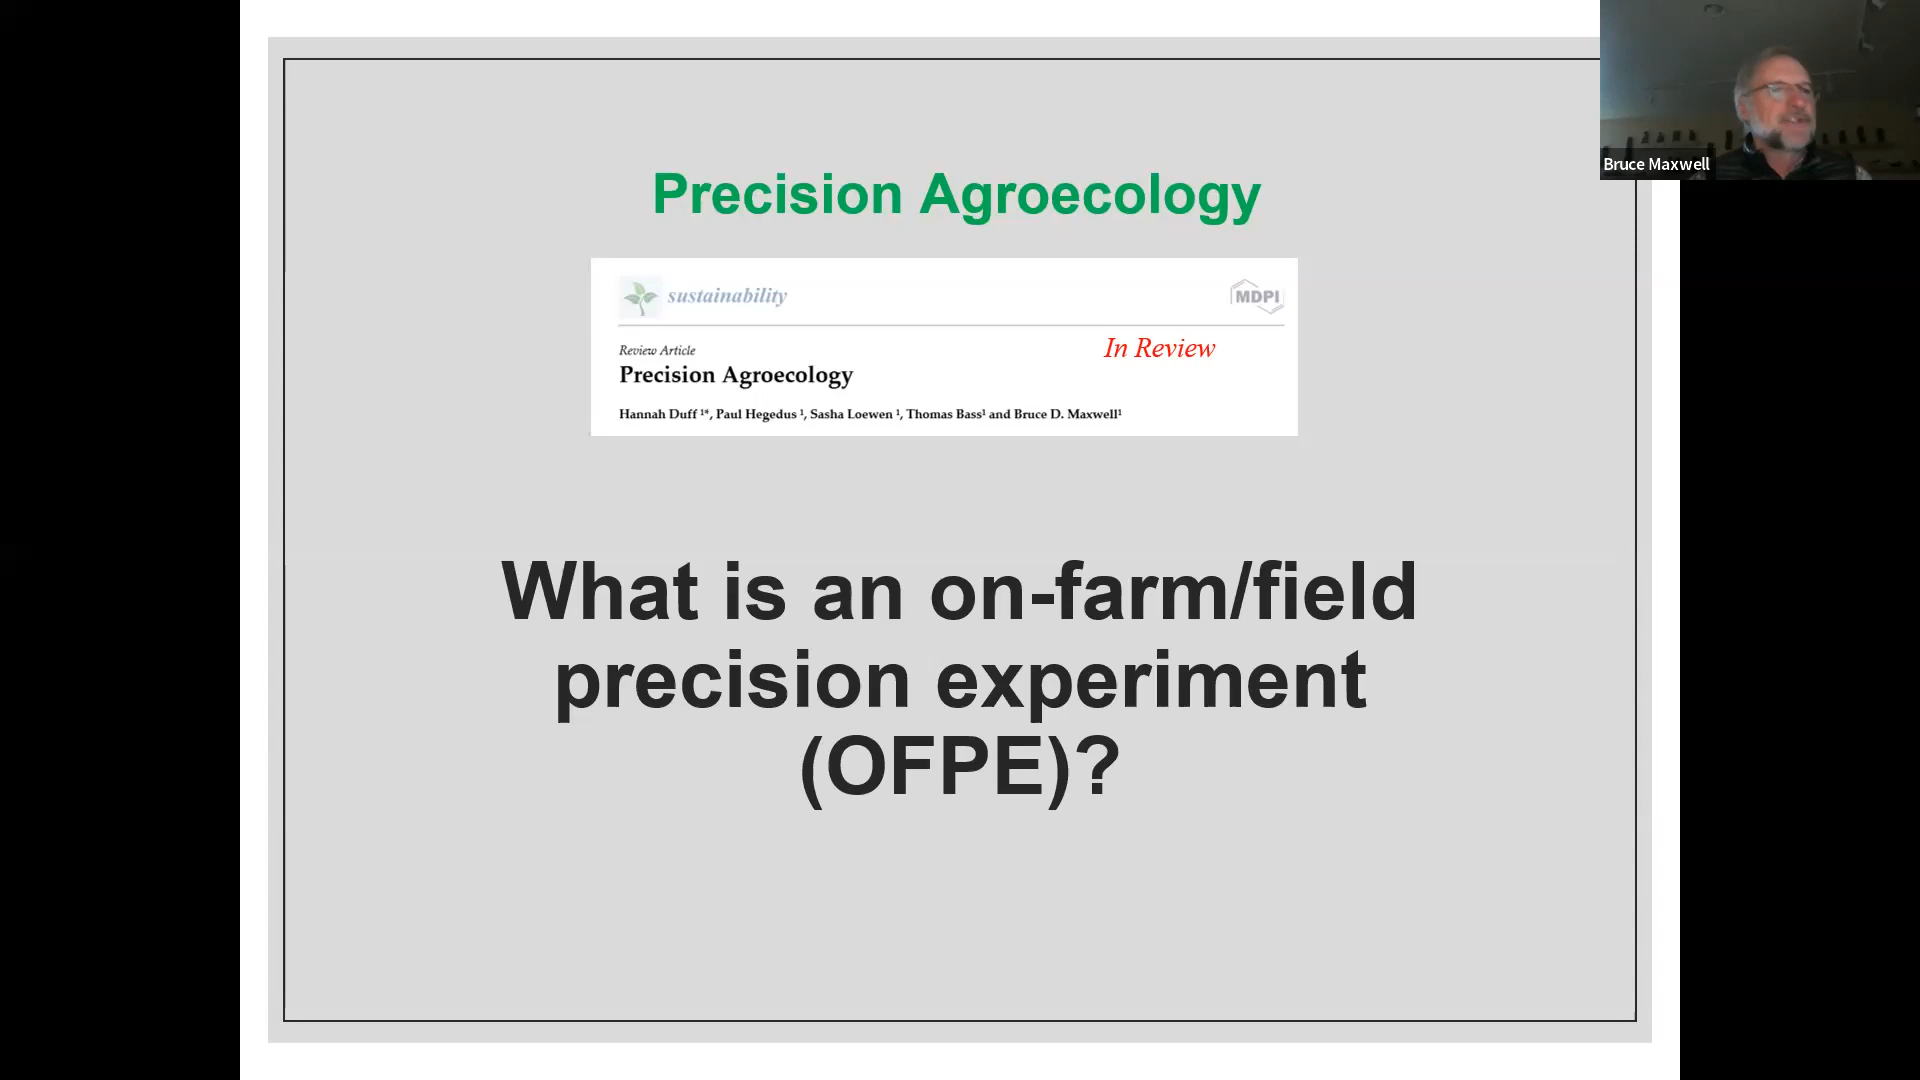 Precision Agroecology
sustainability
MDPI
In Review
Review Article
Precision Agroecology
Hannah Duff ¹*, Paul Hegedus ¹, Sasha Loewen ¹, Thomas Bass¹ and Bruce D. Maxwell¹
What is an on-farm/field
precision experiment
(OFPE)?
Bruce Maxwell